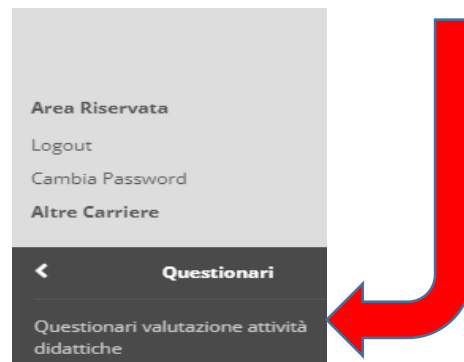 Area Riservata
Logout
Cambia Password
Altre Carriere
Questionari
Questionari valutazione attività
didattiche